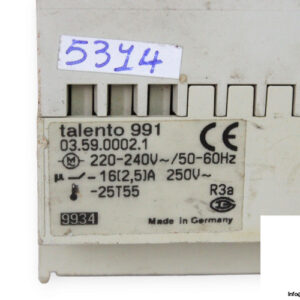 5314
talento 991
03.59.0002.1 CE
M 220-240V~/50-60Hz
µ 16(2,5)A 250V~
-25T55 R3a
9934 Made in Germany